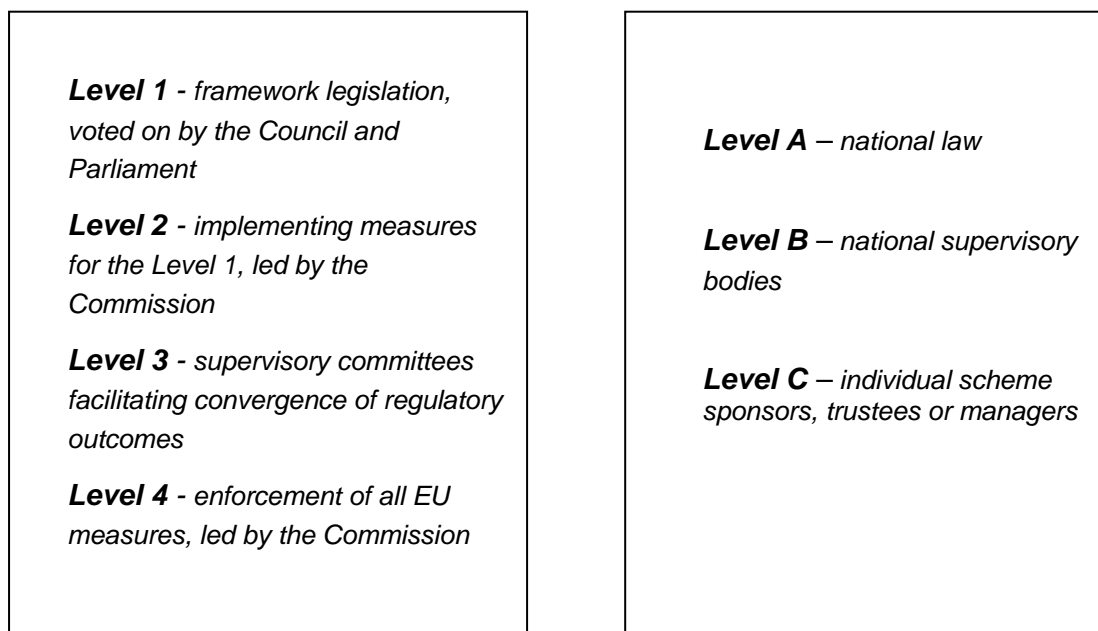 Level 1 - framework legislation,
voted on by the Council and
Parliament
Level 2 - implementing measures
for the Level 1, led by the
Commission
Level 3 - supervisory committees
facilitating convergence of regulatory
outcomes
Level 4 - enforcement of all EU
measures, led by the Commission
Level A – national law
Level B – national supervisory
bodies
Level C – individual scheme
sponsors, trustees or managers